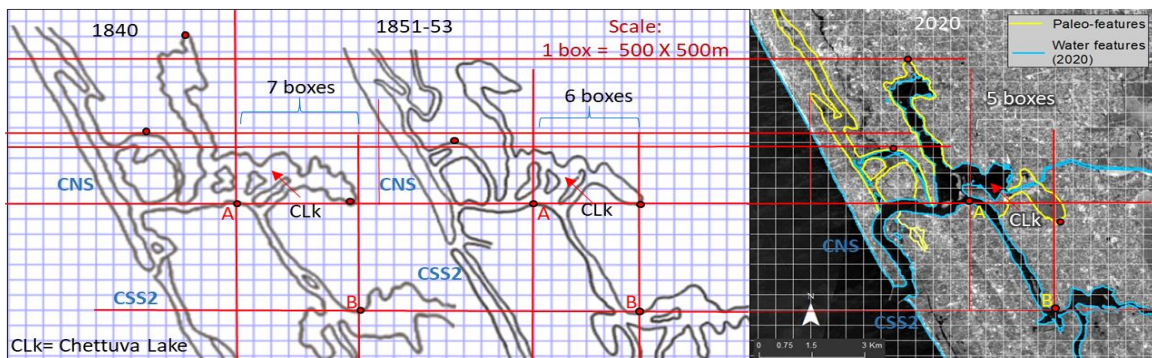 1840
1851-53
Scale:
1 box = 500 X 500m
2020
Paleo-features
Water features
(2020)
7 boxes
6 boxes
5 boxes
CNS
A
CLk
CNS
A
CLk
A
CLk
CNS
CSS2
B
CSS2
B
B
CSS2
N
0 0.75 1.5 3 Km
CLk= Chettuva Lake